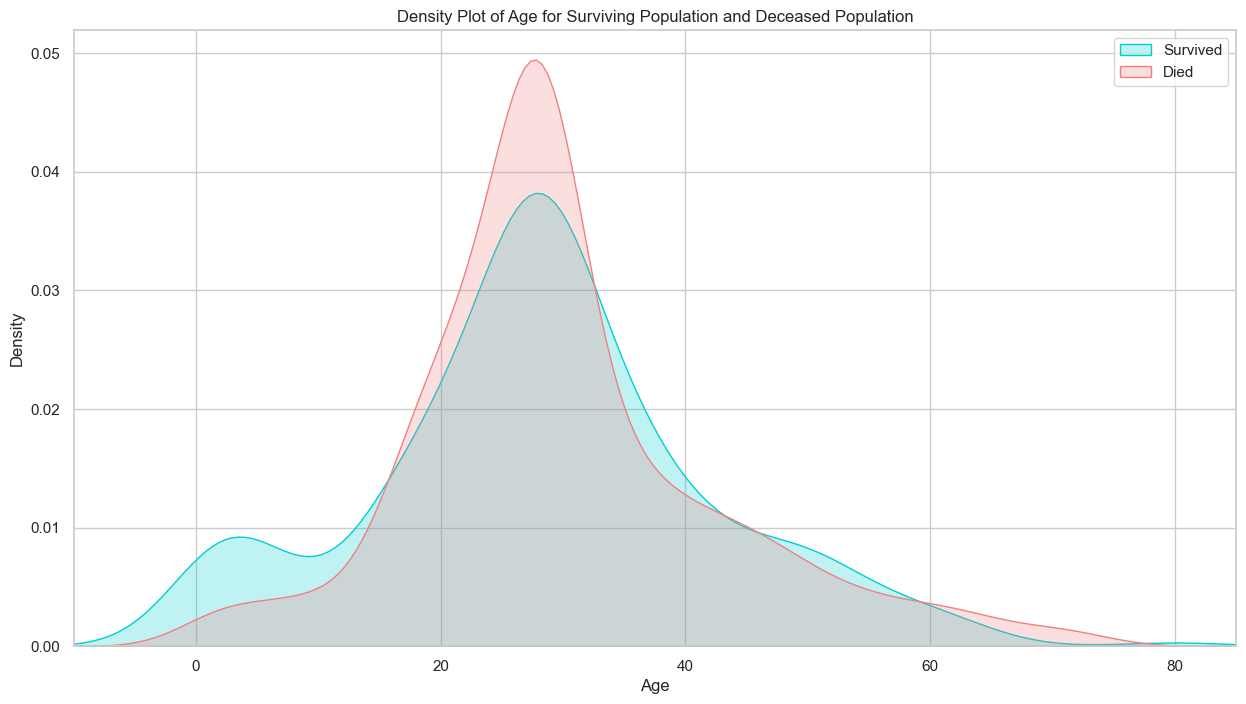 Density Plot of Age for Surviving Population and Deceased Population
Survived
Died
0.05
0.04
0.03
0.02
0.01
0.00
Density
0 20 40 60 80
Age